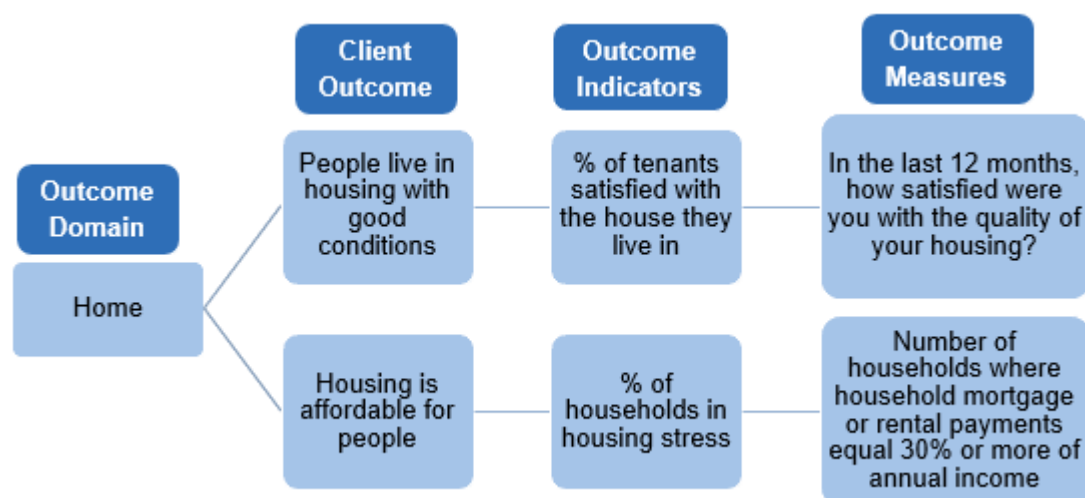 Outcome
Domain
Home
Client
Outcome
People live in
housing with
good
conditions
Housing is
affordable for
people
Outcome
Indicators
% of tenants
satisfied with
the house they
live in
% of
households in
housing stress
Outcome
Measures
In the last 12 months,
how satisfied were
you with the quality of
your housing?
Number of
households where
household mortgage
or rental payments
equal 30% or more of
annual income